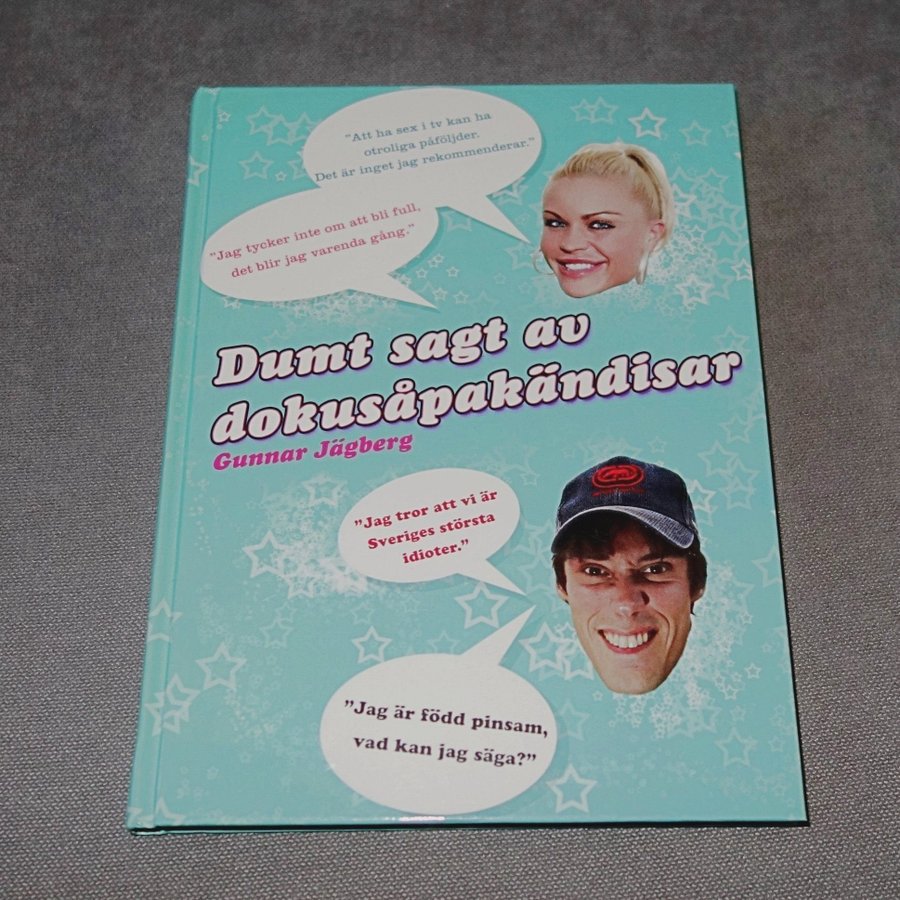 "Att ha sex i tv kan ha
otroliga påföljder.
Det är inget jag rekommenderar."
"Jag tycker inte om att bli full,
det blir jag varenda gång."
Dumt sagt av
dokusåpakändisar
Gunnar Jägberg
"Jag tror att vi är
Sveriges största
idioter."
"Jag är född pinsam,
vad kan jag säga?"